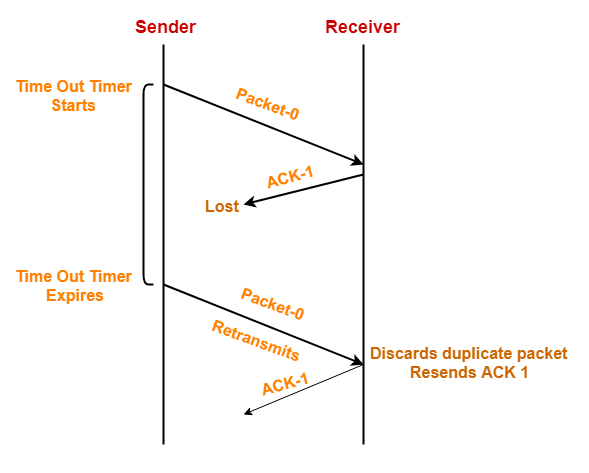 Sender
Receiver
Time Out Timer
Starts
Packet-0
ACK-1
Lost
Time Out Timer
Expires
Packet-0
Retransmits
Discards duplicate packet
Resends ACK 1
ACK-1